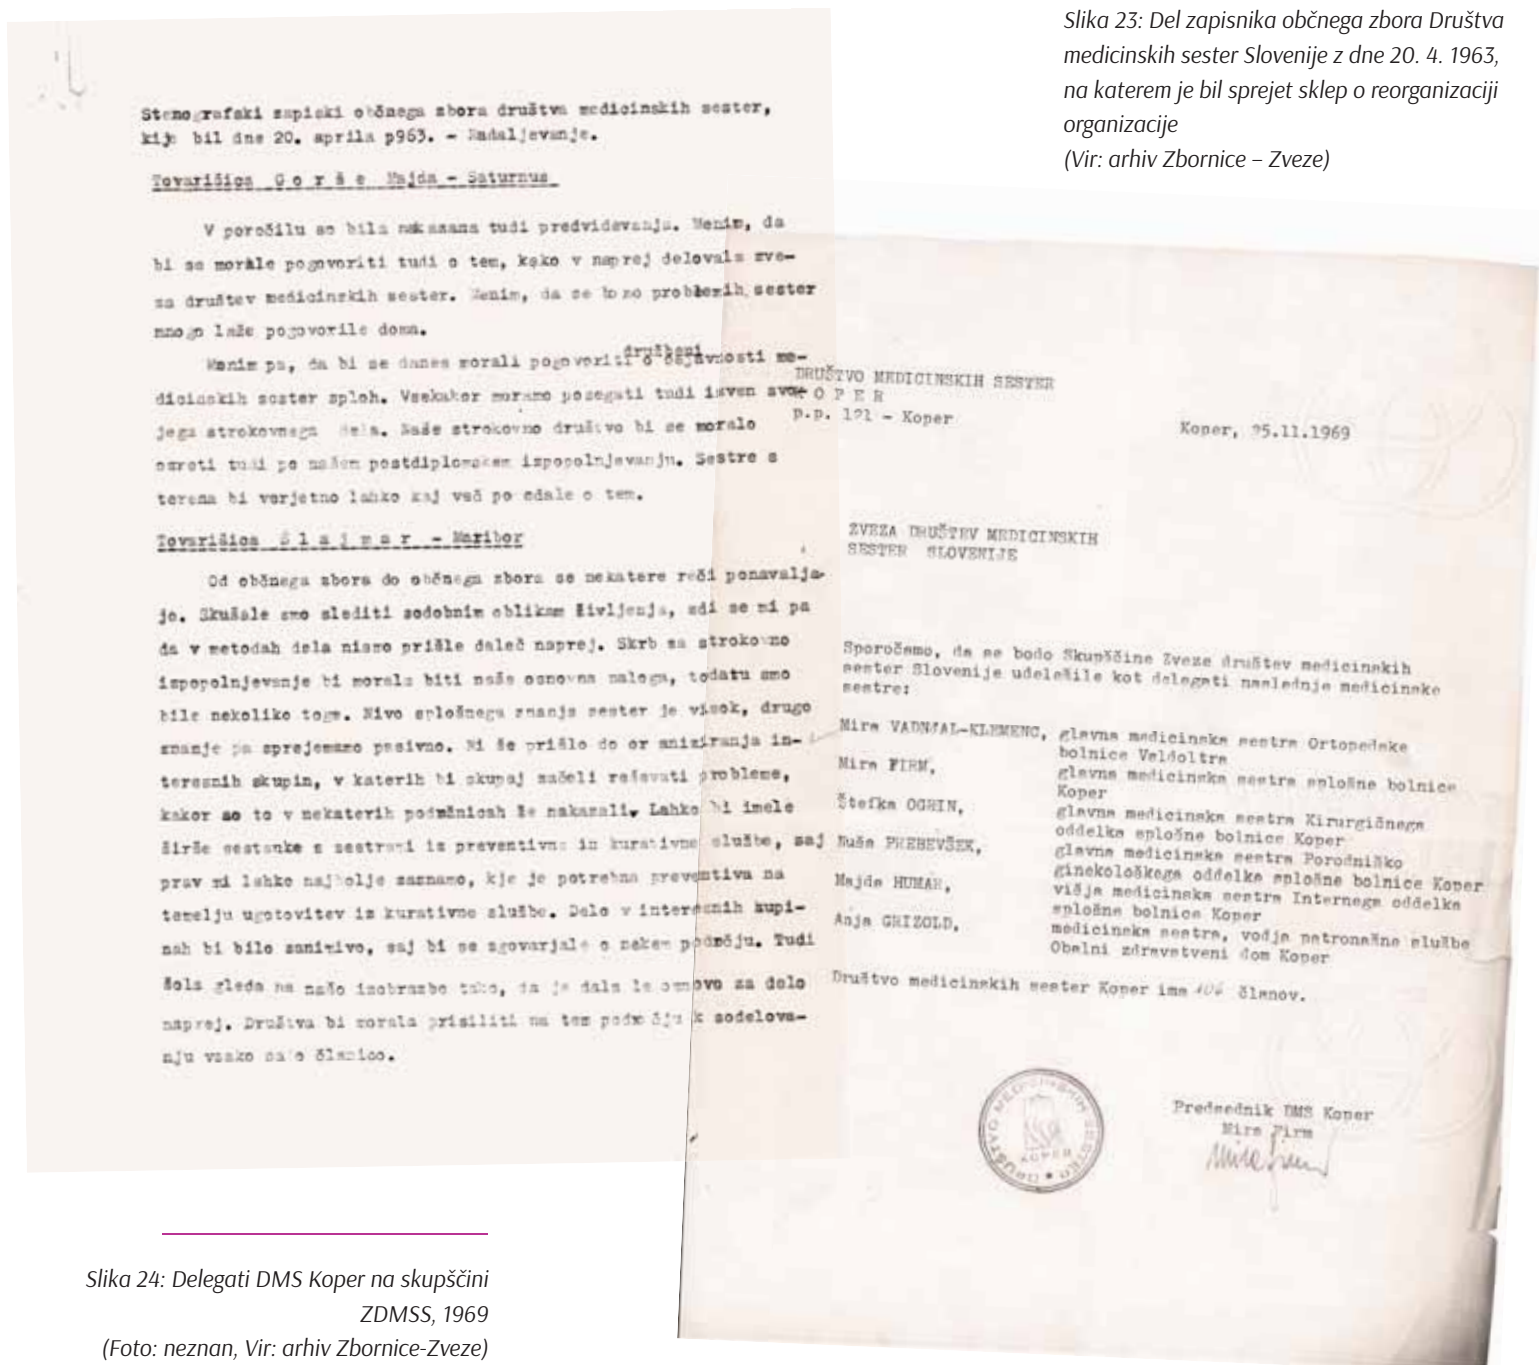 Slika 23: Del zapisnika občnega zbora Društva
medicinskih sester Slovenije z dne 20. 4. 1963,
na katerem je bil sprejet sklep o reorganizaciji
organizacije
(Vir: arhiv Zbornice – Zveze)
Stenografski zapiski občnega zbora društva medicinskih sester,
kije bil dne 20. aprila p963. – Nadaljevanje.
Tovarišica G o r š e Majda – Saturnus
V poročilu so bila nakazana tudi predvidevanja. Menim, da
bi se morale pogovoriti tudi o tem, kako v naprej delovala zve-
za društev medicinskih sester. Menim, da se bomo problemih sester
mnogo laže pogovorile doma.
društveni
Menim pa, da bi se danes morali pogovoriti o dejavnosti me-
dicinskih sester sploh. Vsekakor moramo posegati tudi izven svo-
jega strokovnega dela. Naše strokovno društvo bi se moralo
ozreti tudi po našem postdiplomskem izpopolnjevanju. Sestre s
terena bi verjetno lahko kaj več povedale o tem.
Tovarišica Š l a j m a r – Maribor
Od občnega zbora do občnega zbora se nekatere reči ponavlja-
jo. Skušale smo slediti sodobnim oblikam življenja, zdi se mi pa
da v metodah dela nismo prišle daleč naprej. Skrb za strokovno
izpopolnjevanje bi morala biti naša osnovna naloga, todatu smo
bile nekoliko toge. Nivo splošnega znanja sester je visok, drugo
znanje pa sprejemamo pasivno. Ni še prišlo do organiziranja in-
teresnih skupin, v katerih bi skupaj začeli reševati probleme,
kakor so to v nekaterih podružnicah že nakazali. Lahko bi imele
širše sestanke s sestrami iz preventivne in kurativne službe, saj
prav mi lahko najbolje zaznamo, kje je potrebna preventiva na
temelju ugotovitev iz kurativne službe. Delo v interesnih kupi-
nah bi bilo zanimivo, saj bi se zgovarjale o nekem področju. Tudi
šola gleda na našo izobrazbo tako, da je dala le osnovo za delo
naprej. Društva bi morala prisiliti na tem področju k sodelova-
nju vsako članico.
DRUŠTVO MEDICINSKIH SESTER
K O P E R
p.p. 121 – Koper
Koper, 25.11.1969
ZVEZA DRUŠTEV MEDICINSKIH
SESTER SLOVENIJE
Sporočamo, da se bodo Skupščine Zveze društev medicinskih
sester Slovenije udeležile kot delegati naslednje medicinske
sestre:
Mira VADNJAL-KLEMENC, glavna medicinska sestra Ortopedske
bolnice Valdoltra
Mira FIRM, glavna medicinska sestra splošne bolnice
Koper
Štefka OGRIN, glavna medicinska sestra Kirurgičnega
oddelka splošne bolnice Koper
Nuša PREBEVŠEK, glavna medicinska sestra Porodniško
ginekološkega oddelka splošne bolnice Koper
Majda HUMAR, višja medicinska sestra Internega oddelka
splošne bolnice Koper
Anja GRIZOLD, medicinska sestra, vodja patronažne službe
Obalni zdravstveni dom Koper
Društvo medicinskih sester Koper ima članov.
DRUŠTVO MEDICINSKIH SESTER
KOPER
Predsednik DMS Koper
Mira Firm
Slika 24: Delegati DMS Koper na skupščini
ZDMSS, 1969
(Foto: neznan, Vir: arhiv Zbornice-Zveze)